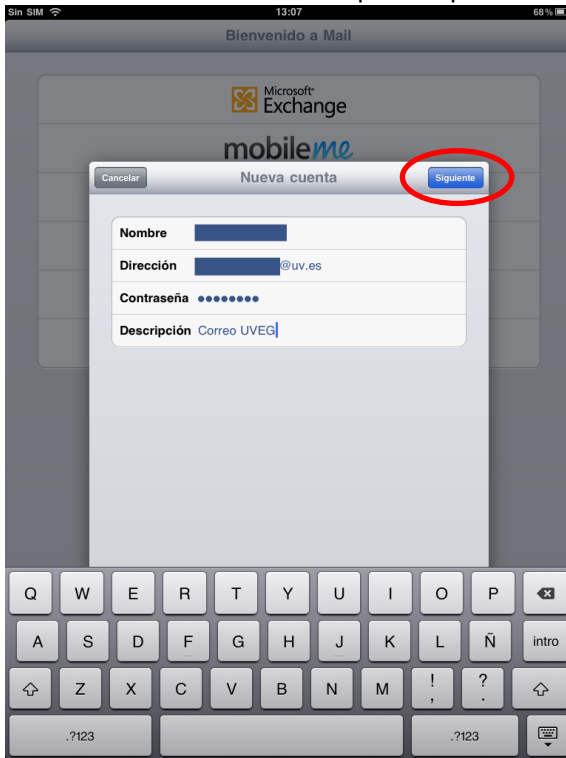 Sin SIM 13:07 68 %
Bienvenido a Mail
Microsoft
Exchange
mobileme
Cancelar Nueva cuenta Siguiente
Nombre
Dirección @uv.es
Contraseña ••••••••
Descripción Correo UVEG
Q W E R T Y U I O P
A S D F G H J K L Ñ intro
Z X C V B N M ! , ? .
.?123 .?123